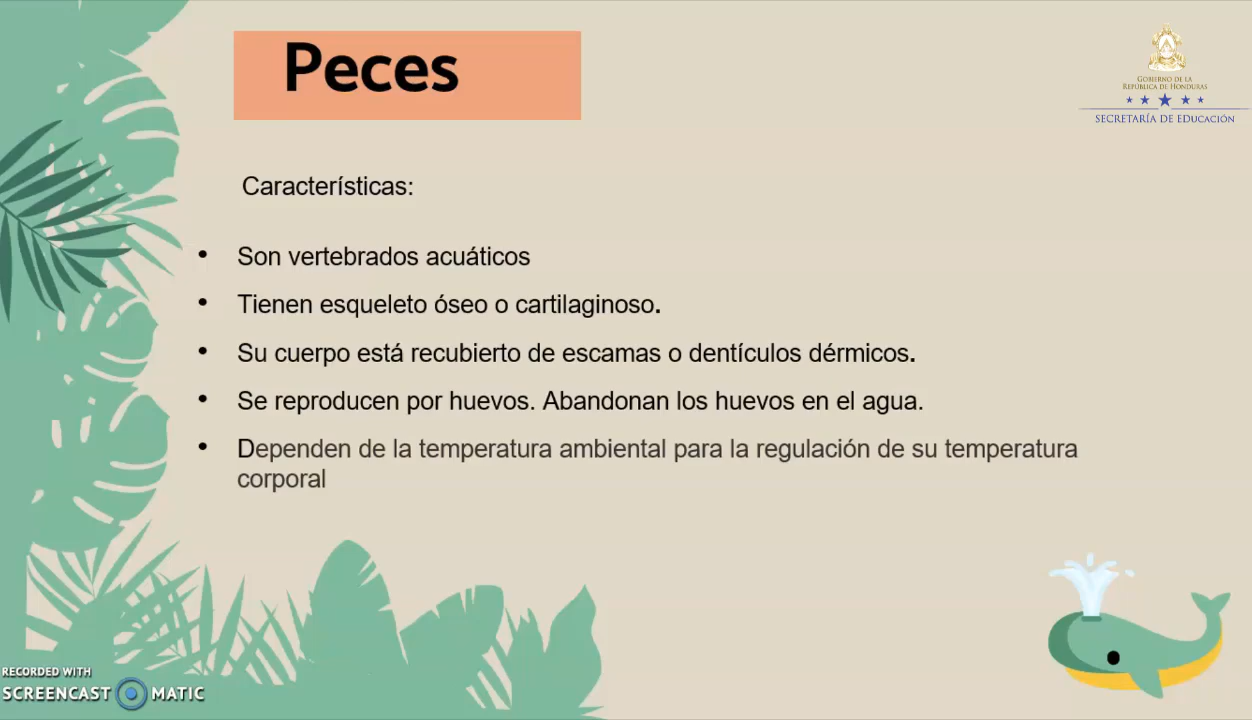 Peces
GOBIERNO DE LA
REPÚBLICA DE HONDURAS
SECRETARÍA DE EDUCACIÓN
Características:
• Son vertebrados acuáticos
• Tienen esqueleto óseo o cartilaginoso.
• Su cuerpo está recubierto de escamas o dentículos dérmicos.
• Se reproducen por huevos. Abandonan los huevos en el agua.
• Dependen de la temperatura ambiental para la regulación de su temperatura
corporal
RECORDED WITH
SCREENCAST MATIC